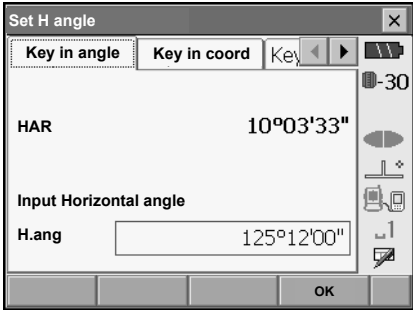 Set H angle
Key in angle Key in coord Key
-30
HAR 10°03'33"
Input Horizontal angle
H.ang 125°12'00"
1
OK